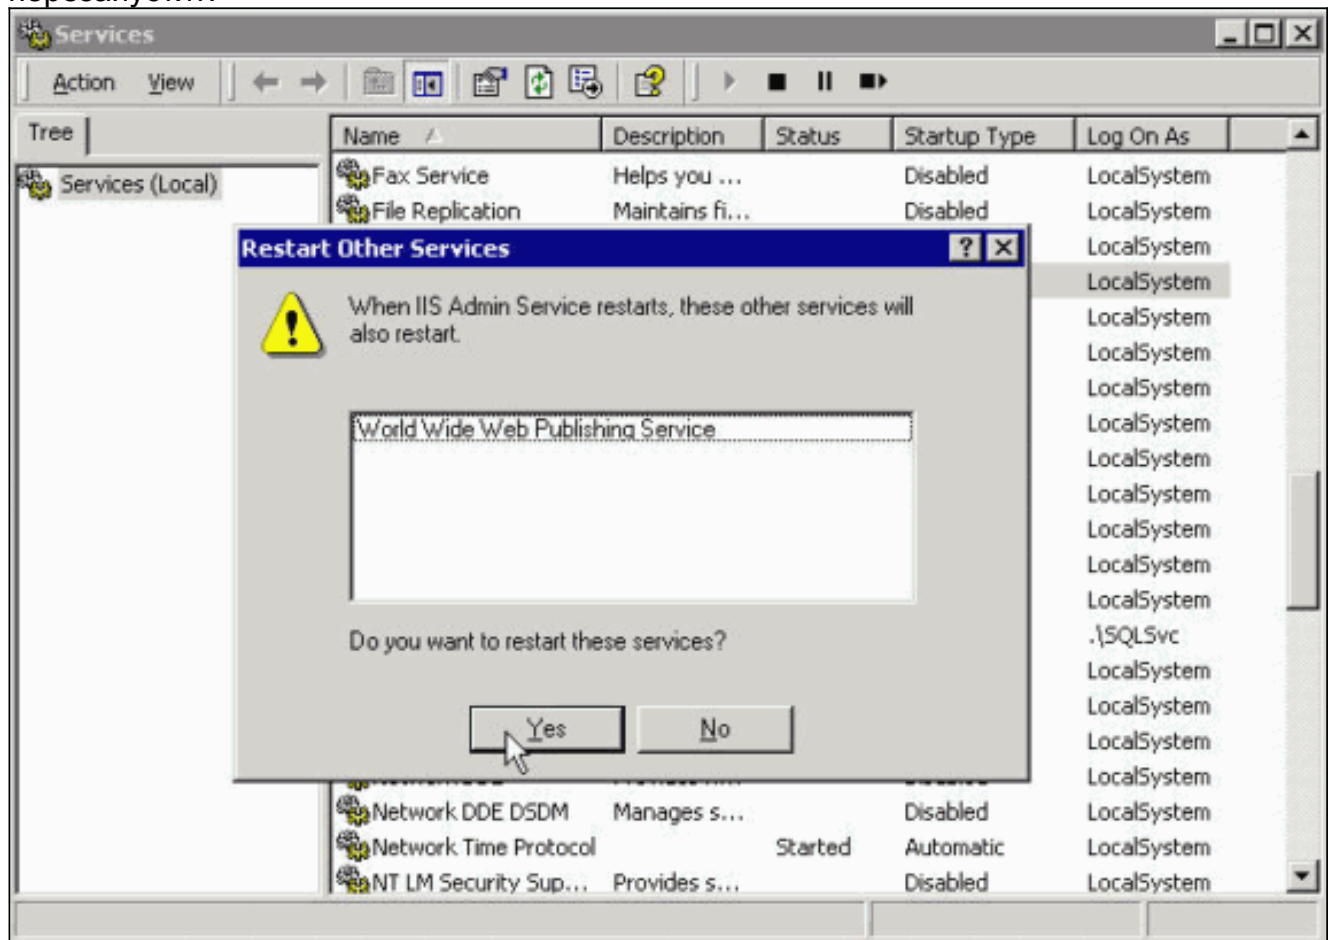 Services
Action View
Tree
Name Description Status Startup Type Log On As
Services (Local)
Fax Service Helps you ... Disabled LocalSystem
File Replication Maintains fi... Disabled LocalSystem
LocalSystem
LocalSystem
LocalSystem
LocalSystem
LocalSystem
LocalSystem
LocalSystem
LocalSystem
LocalSystem
LocalSystem
LocalSystem
.\SQLSvc
LocalSystem
LocalSystem
LocalSystem
LocalSystem
Restart Other Services
When IIS Admin Service restarts, these other services will
also restart.
World Wide Web Publishing Service
Do you want to restart these services?
Yes No
Network DDE DSDM Manages s... Disabled LocalSystem
Network Time Protocol Started Automatic LocalSystem
NT LM Security Sup... Provides s... Disabled LocalSystem